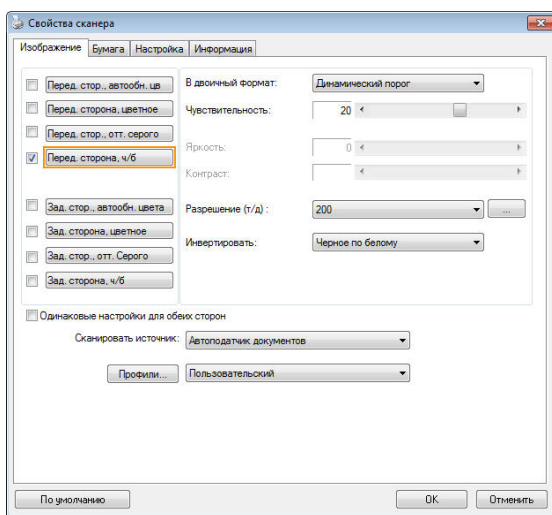 Свойства сканера
Изображение Бумага Настройка Информация
Перед. стор., автообн. цв
Перед. сторона, цветное
Перед. стор., отт. серого
Перед. сторона, ч/б
Зад. стор., автообн. цвета
Зад. сторона, цветное
Зад. стор., отт. Серого
Зад. сторона, ч/б
В двоичный формат: Динамический порог
Чувствительность: 20
Яркость: 0
Контраст:
Разрешение (т/д) : 200 ...
Инвертировать: Черное по белому
Одинаковые настройки для обеих сторон
Сканировать источник: Автоподатчик документов
Профили... Пользовательский
По умолчанию OK Отменить